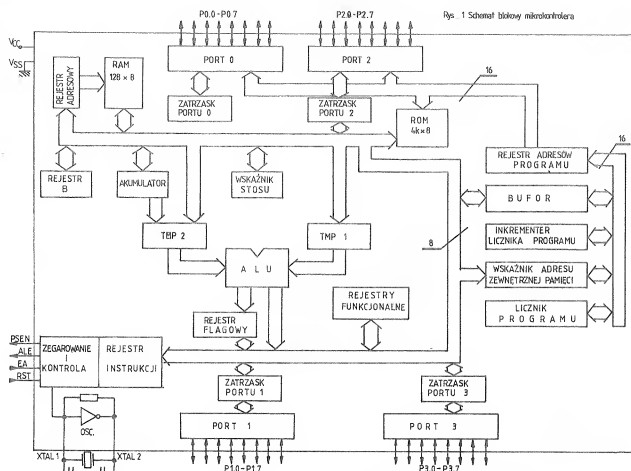 P0.0-P0.7
P2.0-P2.7
Rys. 1 Schemat blokowy mikrokontrolera
VCC
VSS
REJESTR ADRESOWY
RAM
128 × 8
PORT 0
PORT 2
16
ZATRZASK
PORTU 0
ZATRZASK
PORTU 2
ROM
4k×8
16
REJESTR ADRESÓW
PROGRAMU
REJESTR
B
AKUMULATOR
WSKAŹNIK
STOSU
BUFOR
TMP 2
TMP 1
8
INKREMENTER
LICZNIKA PROGRAMU
ALU
WSKAŹNIK ADRESU
ZEWNĘTRZNEJ PAMIĘCI
REJESTRY
FUNKCJONALNE
LICZNIK
PROGRAMU
REJESTR
FLAGOWY
PSEN
ALE
EA
RST
ZEGAROWANIE
I
KONTROLA
REJESTR
INSTRUKCJI
ZATRZASK
PORTU 1
ZATRZASK
PORTU 3
OSC.
PORT 1
PORT 3
XTAL 1
XTAL 2
P1.0-P1.7
P3.0-P3.7